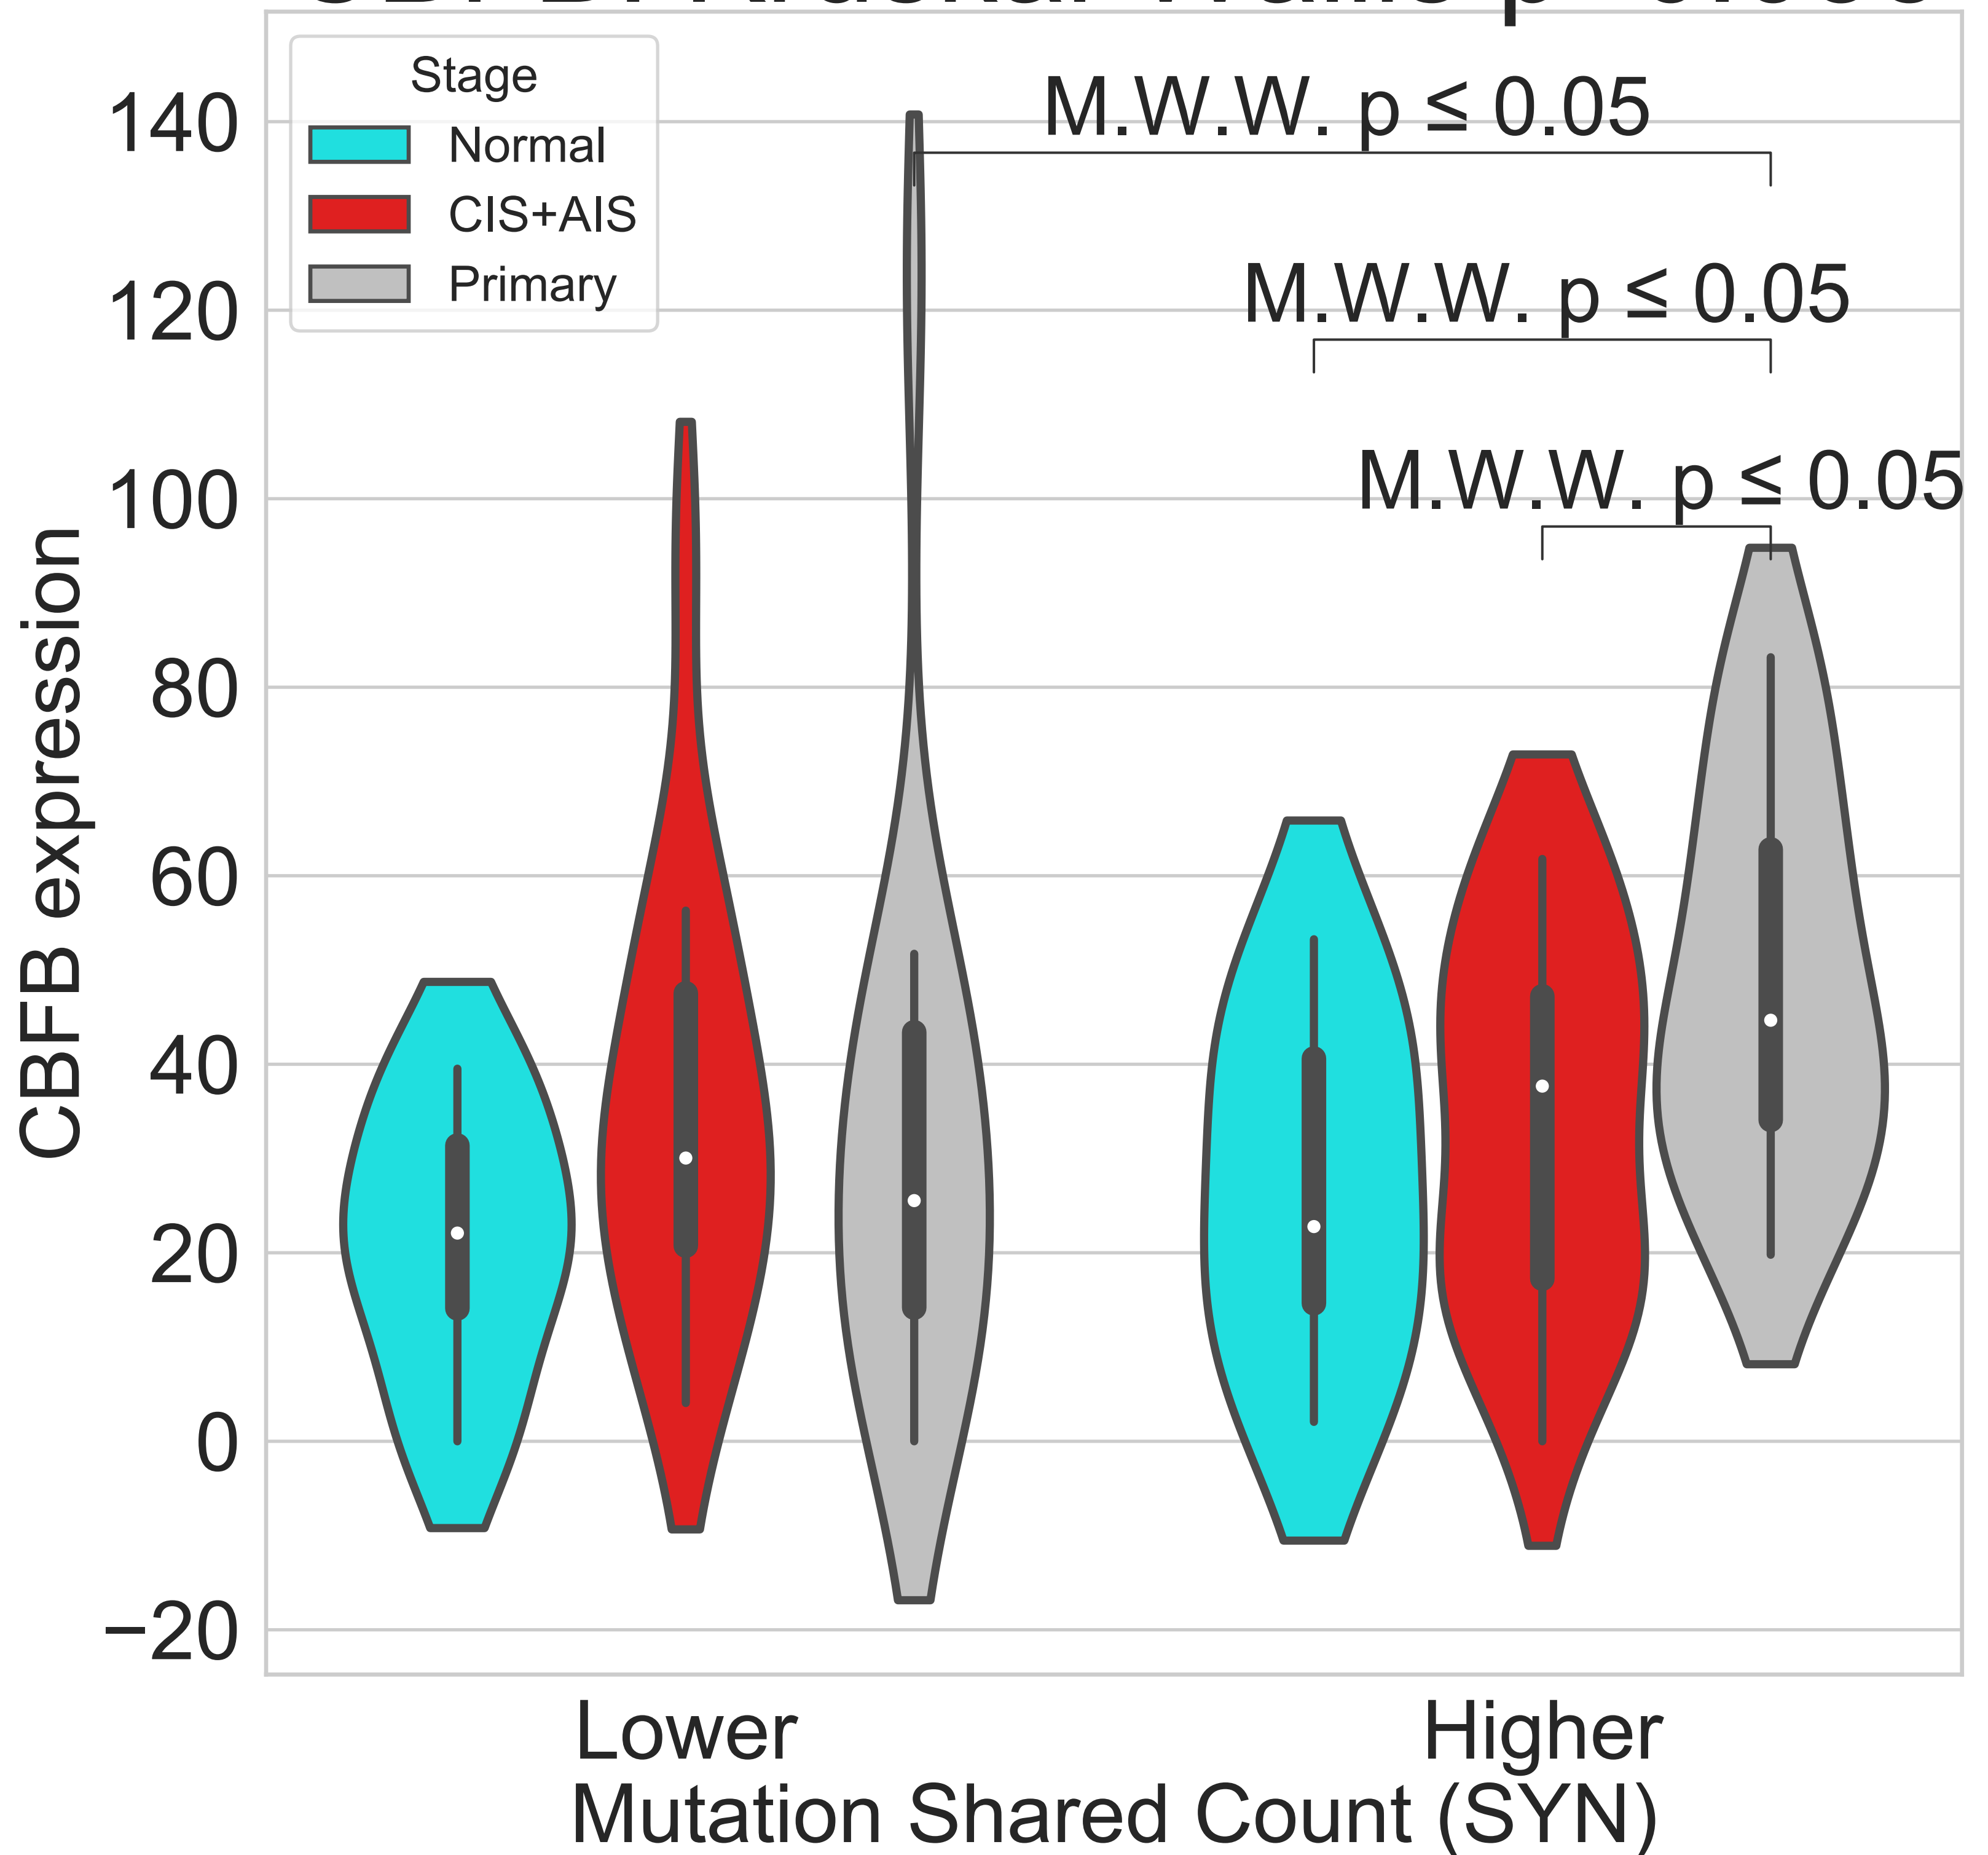 Stage
Normal
CIS+AIS
Primary
M.W.W. p ≤ 0.05
M.W.W. p ≤ 0.05
M.W.W. p ≤ 0.05
140
120
100
80
60
40
20
0
−20
CBFB expression
Lower
Higher
Mutation Shared Count (SYN)